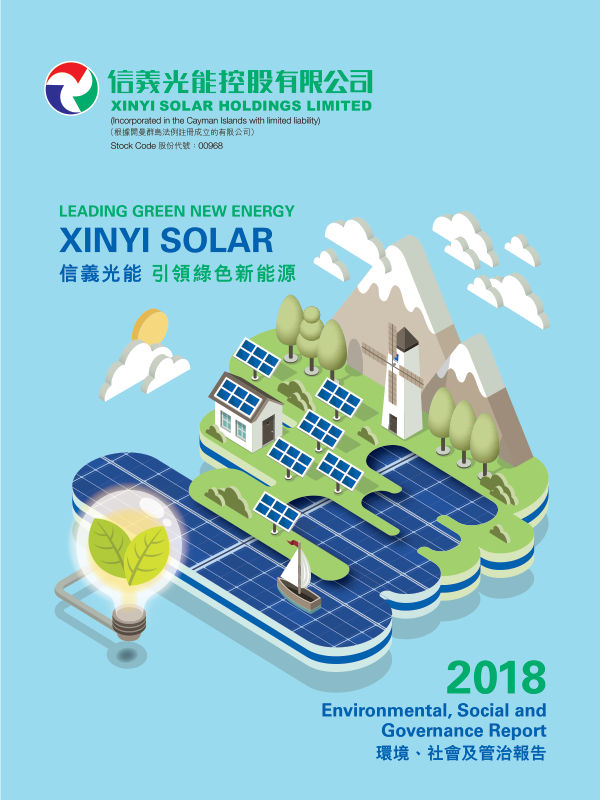 信義光能控股有限公司
XINYI SOLAR HOLDINGS LIMITED
(Incorporated in the Cayman Islands with limited liability)
(根據開曼群島法例註冊成立的有限公司)
Stock Code 股份代號：00968
LEADING GREEN NEW ENERGY
XINYI SOLAR
信義光能 引領綠色新能源
2018
Environmental, Social and
Governance Report
環境、社會及管治報告